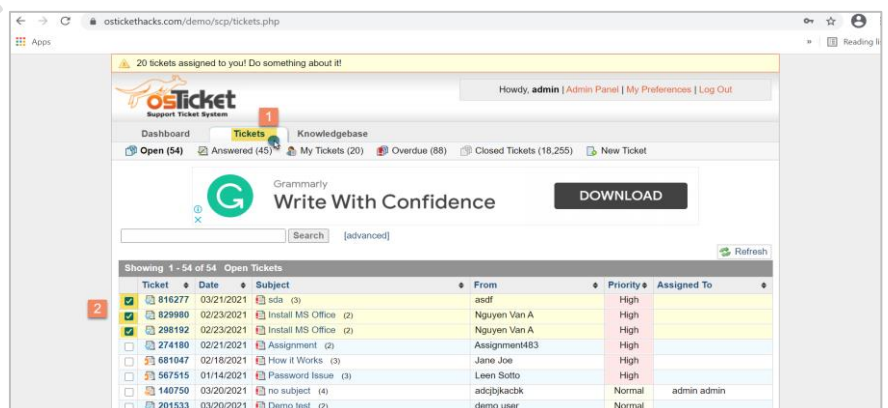 ostickethacks.com/demo/scp/tickets.php
Apps » Reading li
20 tickets assigned to you! Do something about it!
osTicket
Support Ticket System
Howdy, admin | Admin Panel | My Preferences | Log Out
1
Dashboard Tickets Knowledgebase
Open (54) Answered (45) My Tickets (20) Overdue (88) Closed Tickets (18,255) New Ticket
Grammarly
Write With Confidence
DOWNLOAD
Search [advanced]
Refresh
Showing 1 - 54 of 54 Open Tickets
Ticket Date Subject From Priority Assigned To
816277 03/21/2021 sda (3) asdf High
2
829980 02/23/2021 Install MS Office (2) Nguyen Van A High
298192 02/23/2021 Install MS Office (2) Nguyen Van A High
274180 02/21/2021 Assignment (2) Assignment483 High
681047 02/18/2021 How it Works (3) Jane Joe High
567515 01/14/2021 Password Issue (3) Leen Sotto High
140750 03/20/2021 no subject (4) adcjbjkacbk Normal admin admin
201533 03/20/2021 Demo test (2) demo user Normal